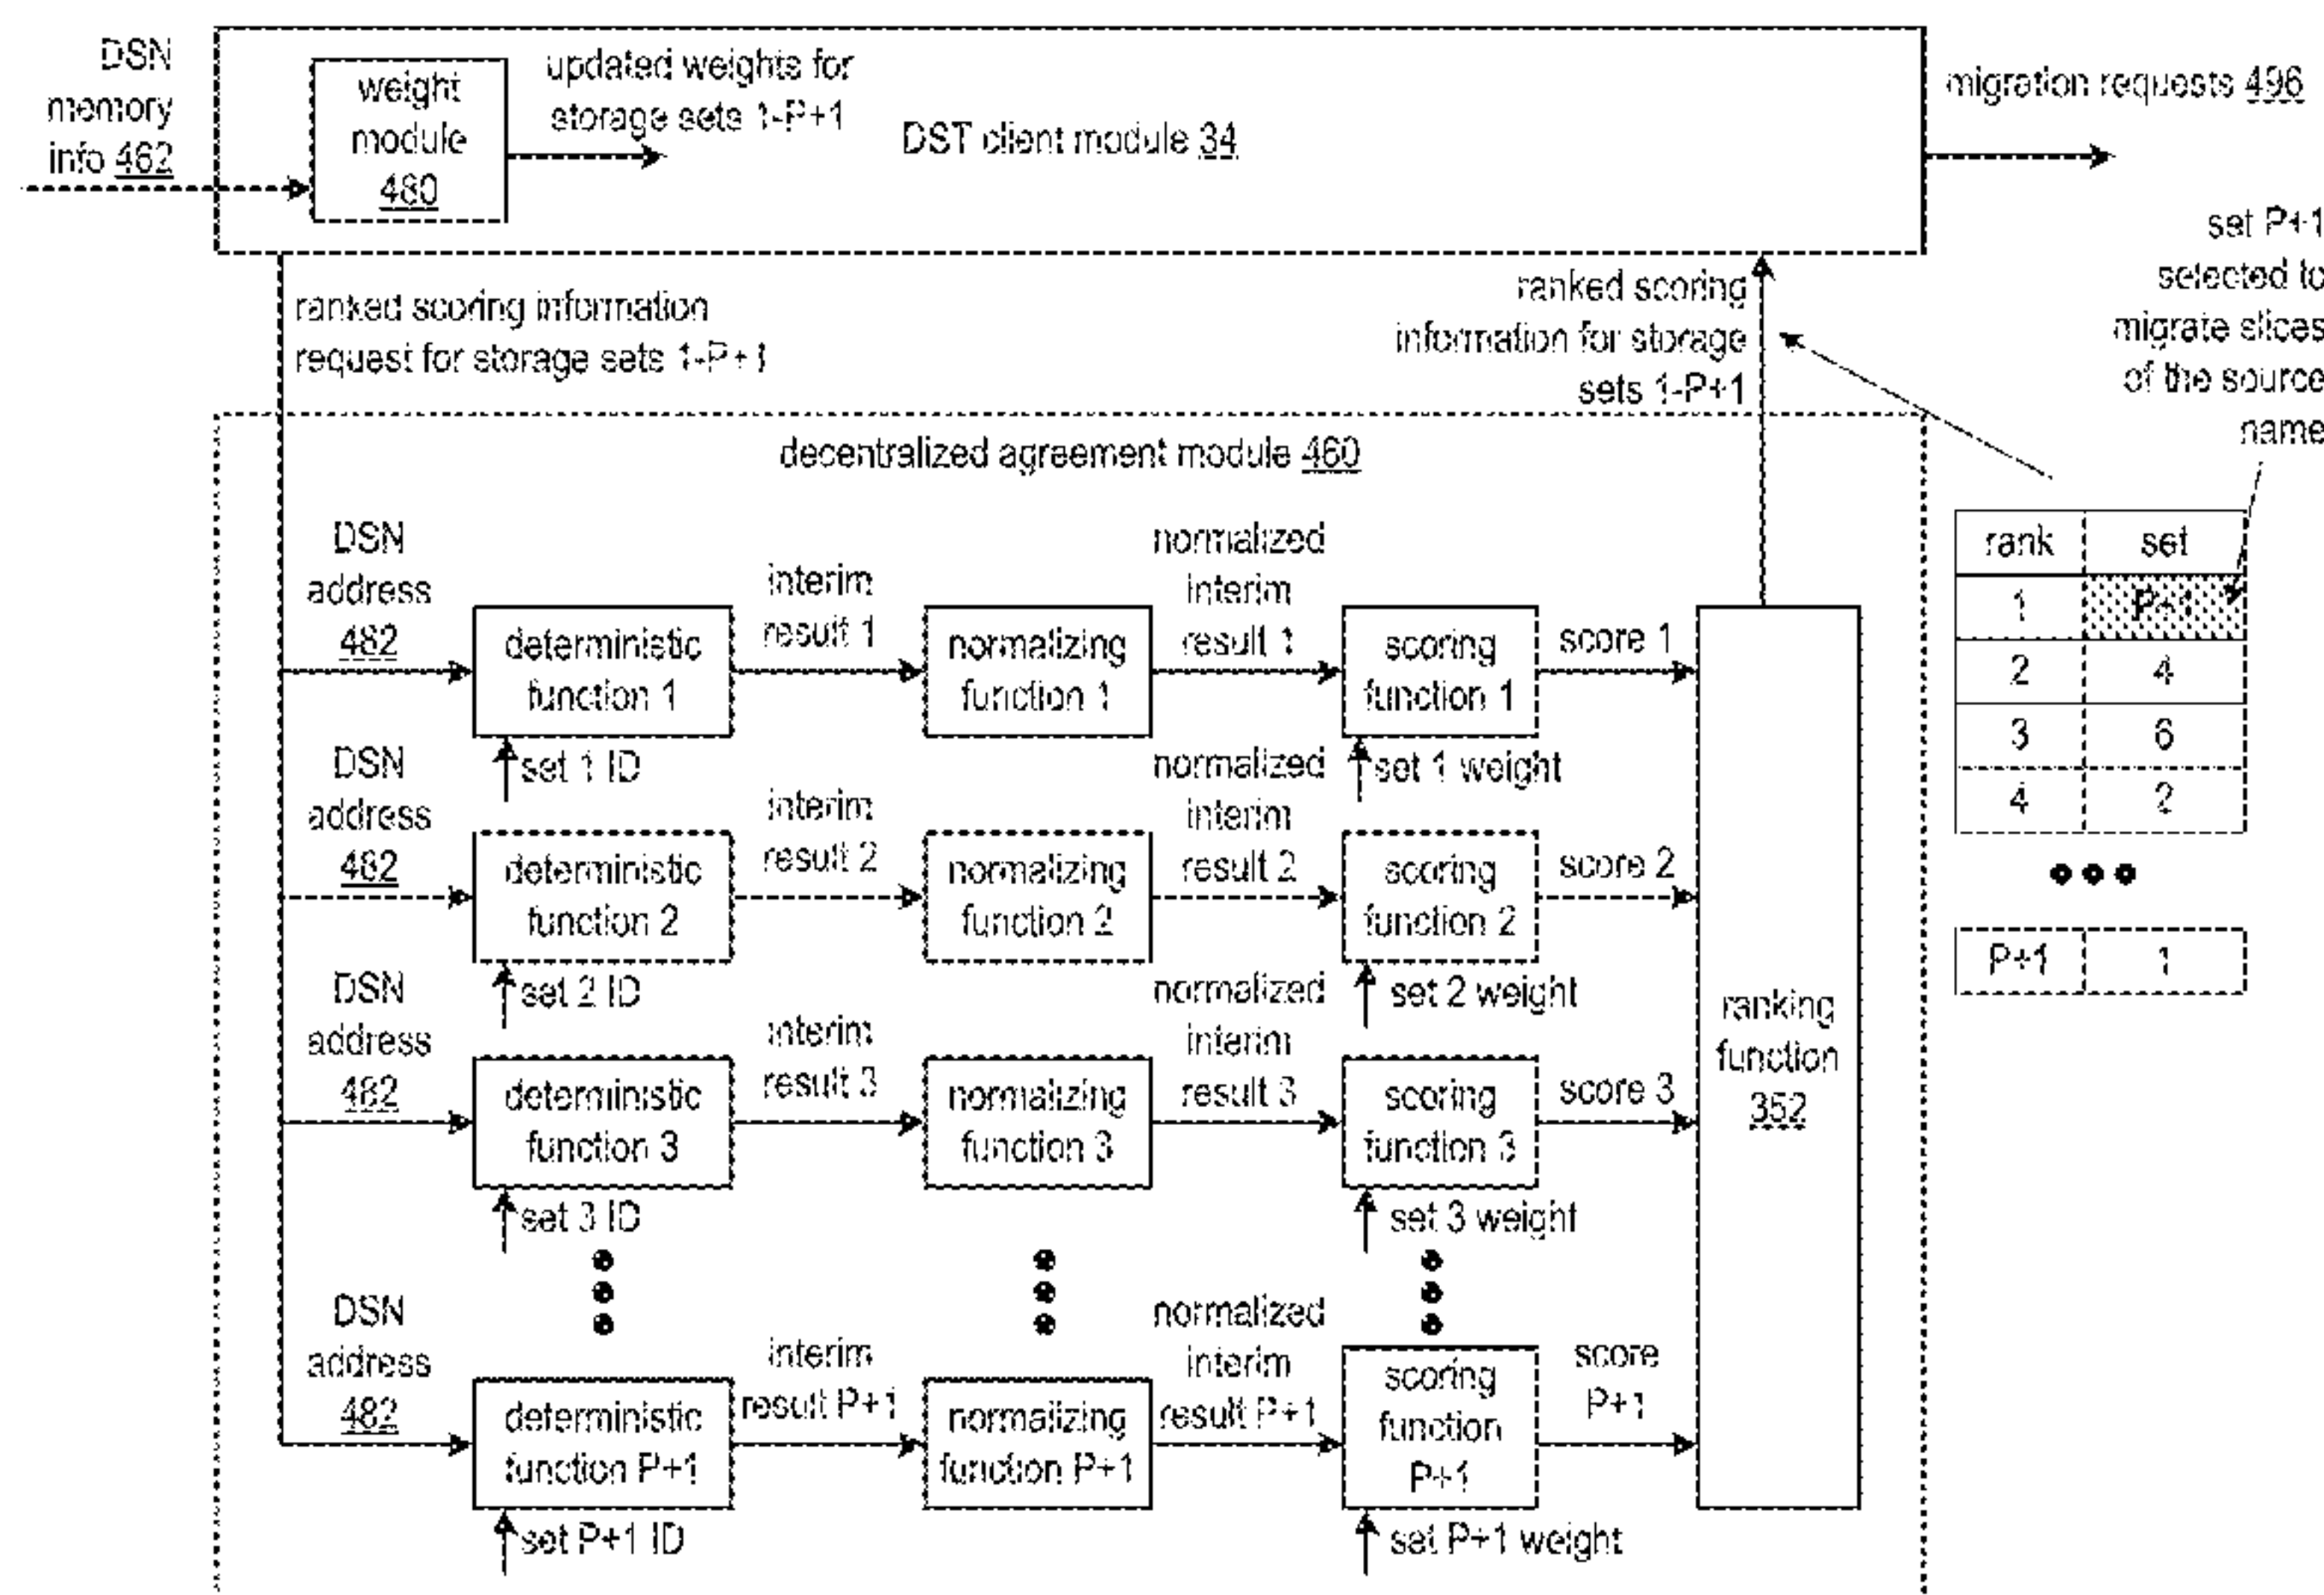 DSN
memory
info 462
weight
module
480
updated weights for
storage sets 1-P+1
DST client module 34
migration requests 496
set P+1
selected to
migrate slices
of the source
name
ranked scoring information
request for storage sets 1-P+1
ranked scoring
information for storage
sets 1-P+1
decentralized agreement module 460
DSN
address
482
deterministic
function 1
set 1 ID
interim
result 1
normalizing
function 1
normalized
interim
result 1
scoring
function 1
set 1 weight
score 1
DSN
address
482
deterministic
function 2
set 2 ID
interim
result 2
normalizing
function 2
normalized
interim
result 2
scoring
function 2
set 2 weight
score 2
DSN
address
482
deterministic
function 3
set 3 ID
interim
result 3
normalizing
function 3
normalized
interim
result 3
scoring
function 3
set 3 weight
score 3
DSN
address
482
deterministic
function P+1
set P+1 ID
interim
result P+1
normalizing
function P+1
normalized
interim
result P+1
scoring
function
P+1
set P+1 weight
score
P+1
ranking
function
352
rank set
1 P+1
2 4
3 6
4 2
P+1 1